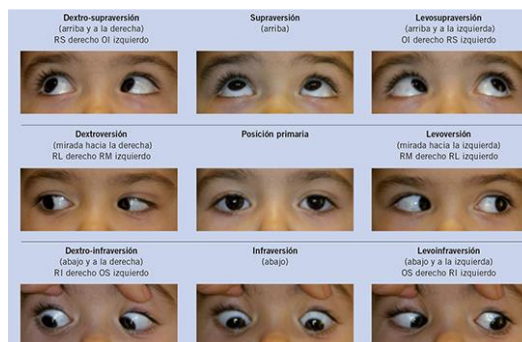 Dextro-supraversión
(arriba y a la derecha)
RS derecho OI izquierdo
Supraversión
(arriba)
Levosupraversión
(arriba y a la izquierda)
OI derecho RS izquierdo
Dextroversión
(mirada hacia la derecha)
RL derecho RM izquierdo
Posición primaria
Levoversión
(mirada hacia la izquierda)
RM derecho RL izquierdo
Dextro-infraversión
(abajo y a la derecha)
RI derecho OS izquierdo
Infraversión
(abajo)
Levoinfraversión
(abajo y a la izquierda)
OS derecho RI izquierdo